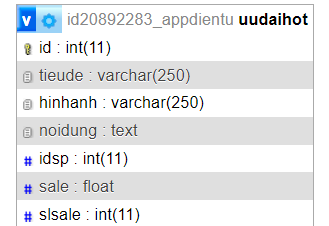 v id20892283_appdientu uudaihot
id : int(11)
tieude : varchar(250)
hinhanh : varchar(250)
noidung : text
# idsp : int(11)
# sale : float
# slsale : int(11)